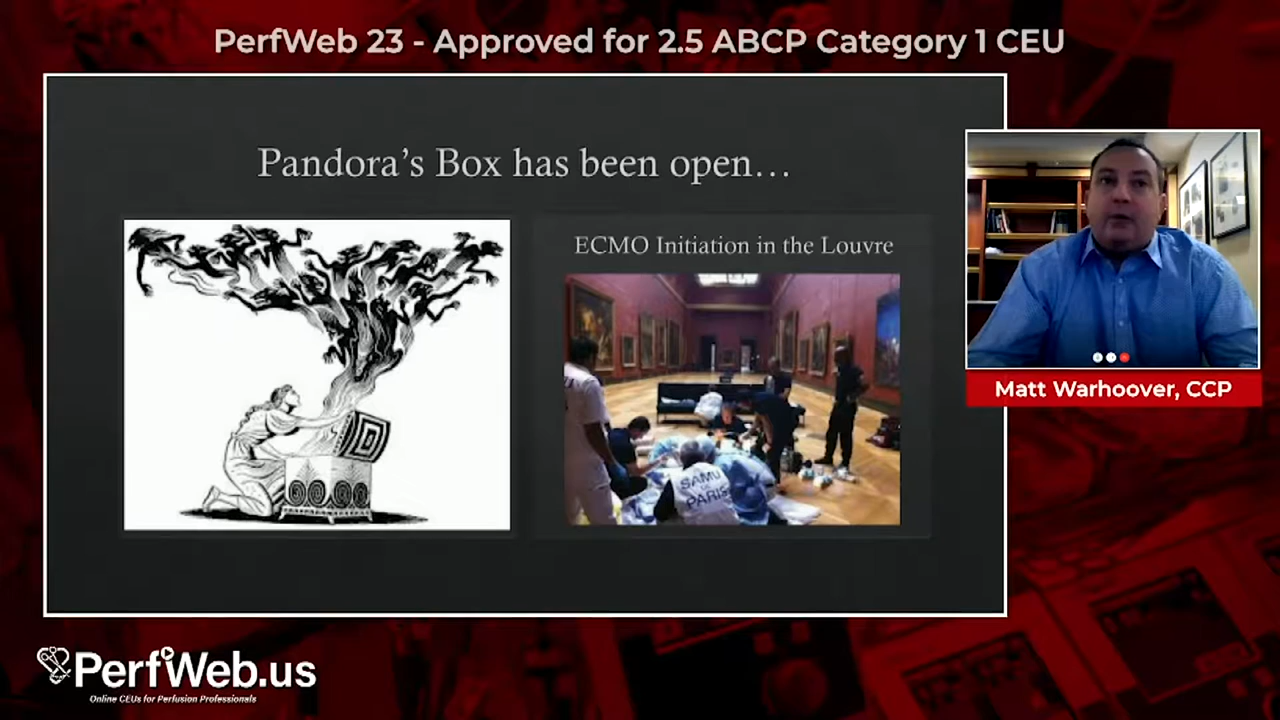 PerfWeb 23 - Approved for 2.5 ABCP Category 1 CEU
Pandora's Box has been open...
ECMO Initiation in the Louvre
SAMU
DE
PARIS
Matt Warhoover, CCP
PerfWeb.us
Online CEUs for Perfusion Professionals